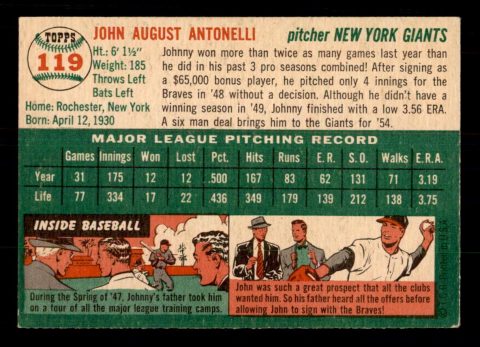 TOPPS
119
JOHN AUGUST ANTONELLI
pitcher NEW YORK GIANTS
Ht.: 6' 1½"
Weight: 185
Throws Left
Bats Left
Home: Rochester, New York
Born: April 12, 1930
Johnny won more than twice as many games last year than
he did in his past 3 pro seasons combined! After signing as
a $65,000 bonus player, he pitched only 4 innings for the
Braves in '48 without a decision. Although he didn't have a
winning season in '49, Johnny finished with a low 3.56 ERA.
A six man deal brings him to the Giants for '54.
MAJOR LEAGUE PITCHING RECORD
Games Innings Won Lost Pct. Hits Runs E.R. S.O. Walks E.R.A.
Year 31 175 12 12 .500 167 83 62 131 71 3.19
Life 77 334 17 22 .436 349 164 139 212 138 3.75
INSIDE BASEBALL
During the Spring of '47, Johnny's father took him
on a tour of all the major league training camps.
John was such a great prospect that all the clubs
wanted him. So his father heard all the offers before
allowing John to sign with the Braves!
© T.C.G. Printed in U.S.A.